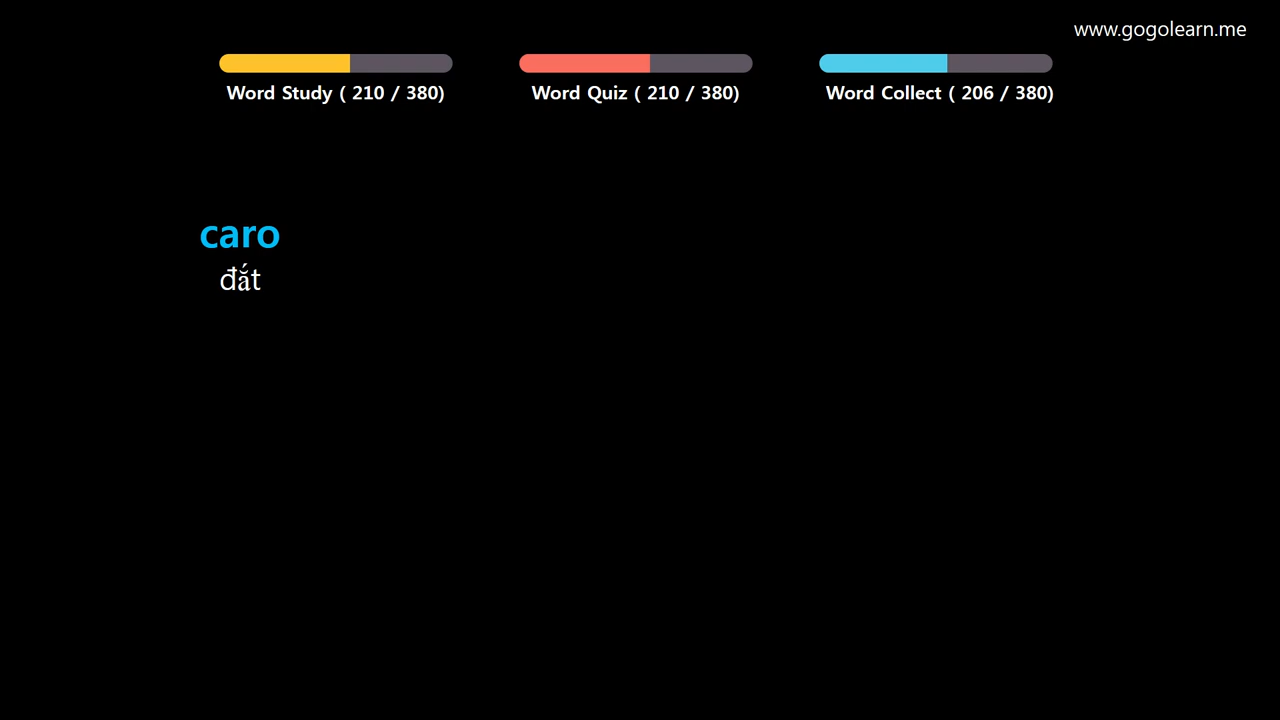 www.gogolearn.me
Word Study ( 210 / 380)
Word Quiz ( 210 / 380)
Word Collect ( 206 / 380)
caro
đắt